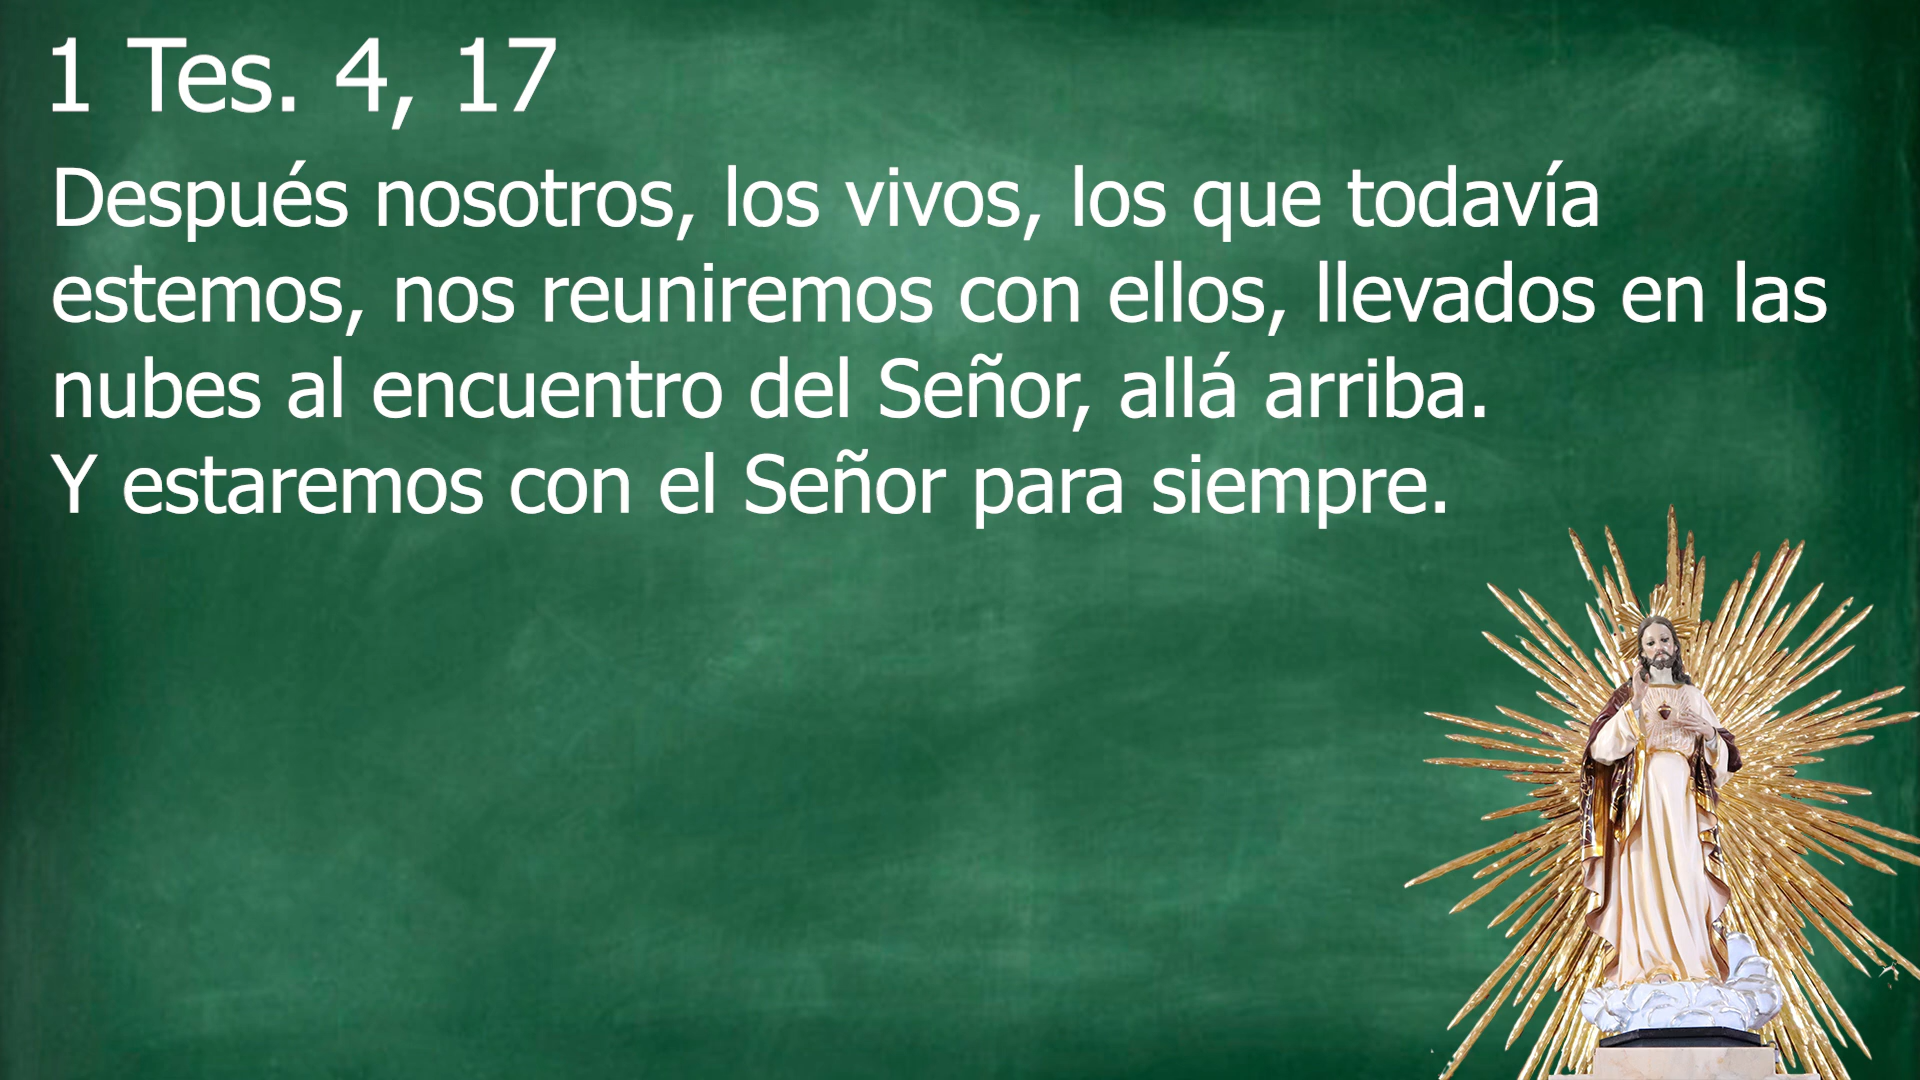 1 Tes. 4, 17
Después nosotros, los vivos, los que todavía
estemos, nos reuniremos con ellos, llevados en las
nubes al encuentro del Señor, allá arriba.
Y estaremos con el Señor para siempre.